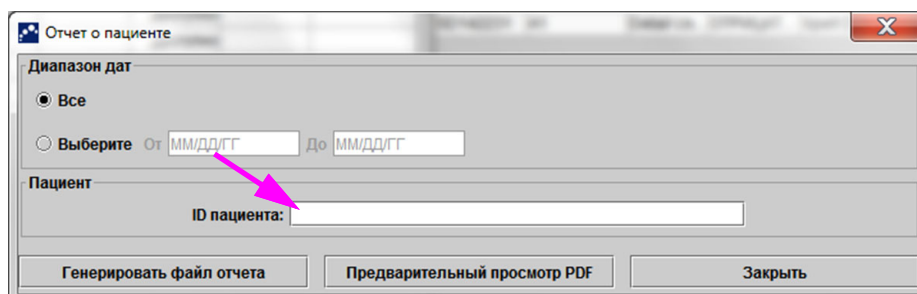 Отчет о пациенте
Диапазон дат
Все
Выберите От ММ/ДД/ГГ До ММ/ДД/ГГ
Пациент
ID пациента:
Генерировать файл отчета Предварительный просмотр PDF Закрыть